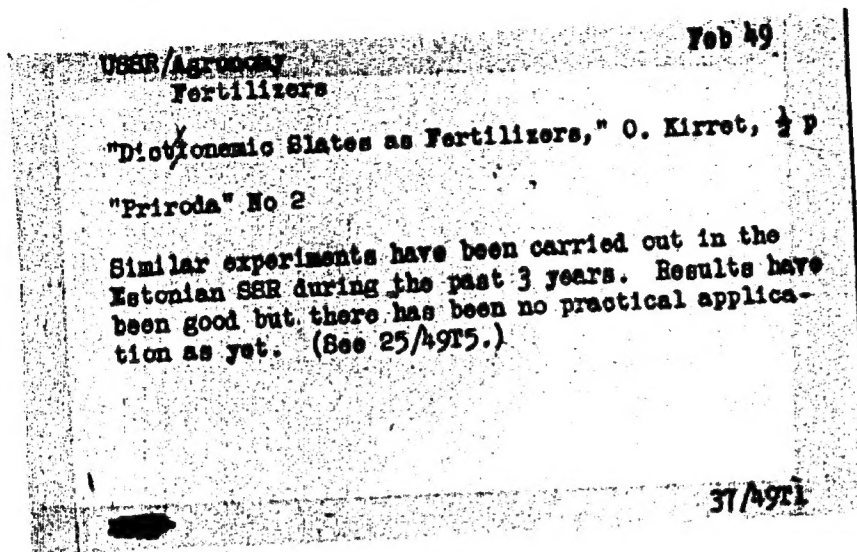 Feb 49
USSR/Agronomy
Fertilizers
"Dictyonemic Slates as Fertilizers," O. Kirret, ½ p
"Priroda" No 2
Similar experiments have been carried out in the
Estonian SSR during the past 3 years. Results have
been good but there has been no practical applica-
tion as yet. (See 25/49T5.)
37/49T1